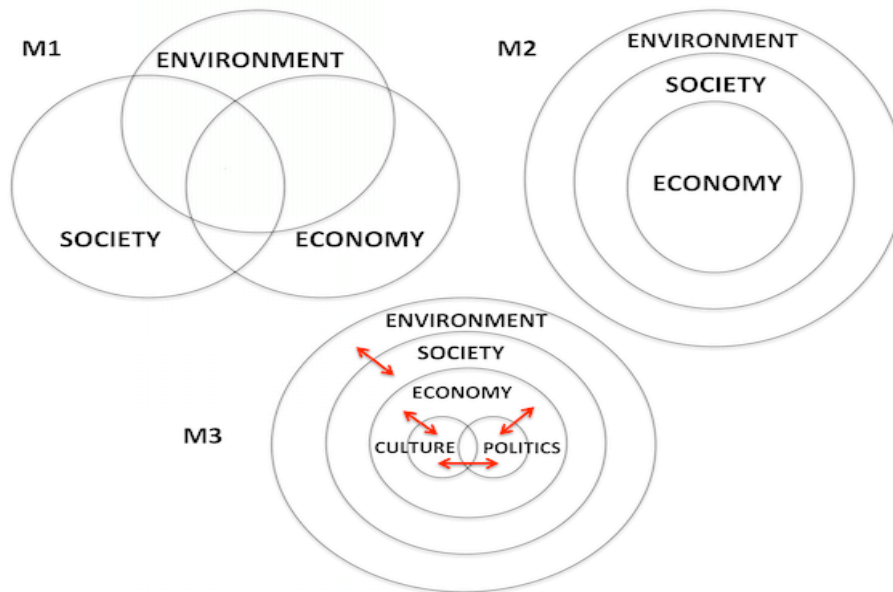 M1
ENVIRONMENT
SOCIETY
ECONOMY
M2
ENVIRONMENT
SOCIETY
ECONOMY
M3
ENVIRONMENT
SOCIETY
ECONOMY
CULTURE
POLITICS